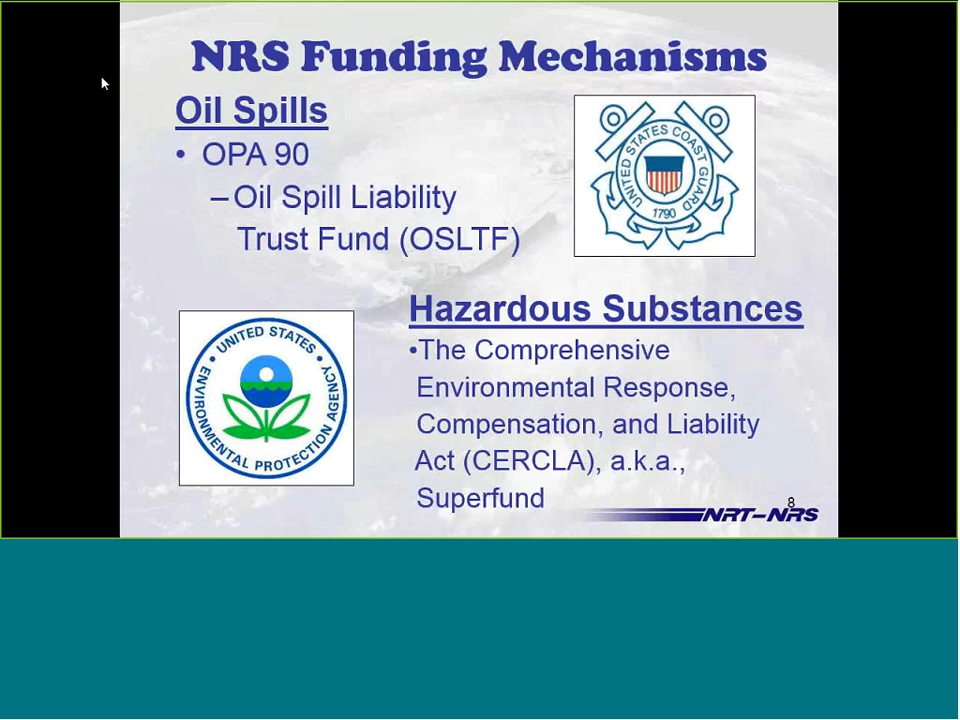 NRS Funding Mechanisms
Oil Spills
• OPA 90
– Oil Spill Liability
Trust Fund (OSLTF)
UNITED STATES COAST GUARD
1790
Hazardous Substances
•The Comprehensive
Environmental Response,
Compensation, and Liability
Act (CERCLA), a.k.a.,
Superfund
UNITED STATES
ENVIRONMENTAL PROTECTION AGENCY
8
NRT–NRS